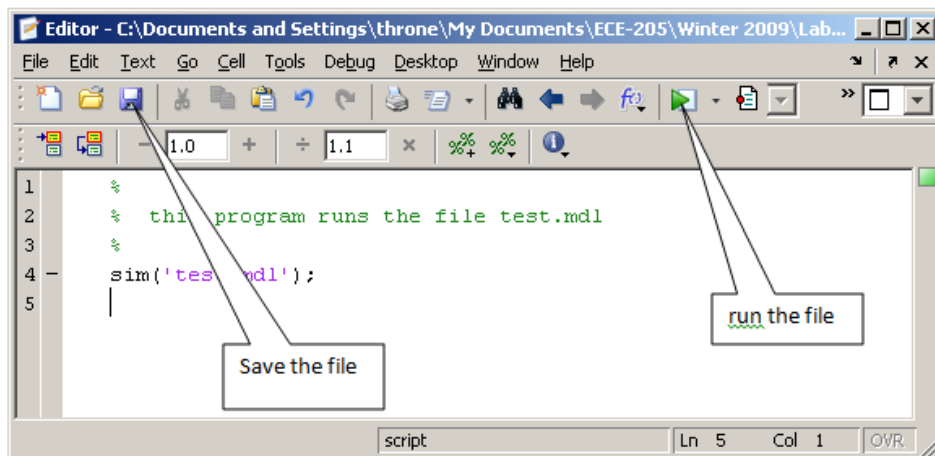 Editor - C:\Documents and Settings\throne\My Documents\ECE-205\Winter 2009\Lab...
File Edit Text Go Cell Tools Debug Desktop Window Help
1.0 1.1
1 %
2 % thi program runs the file test.mdl
3 %
4 - sim('tes mdl');
5
run the file
Save the file
script Ln 5 Col 1 OVR